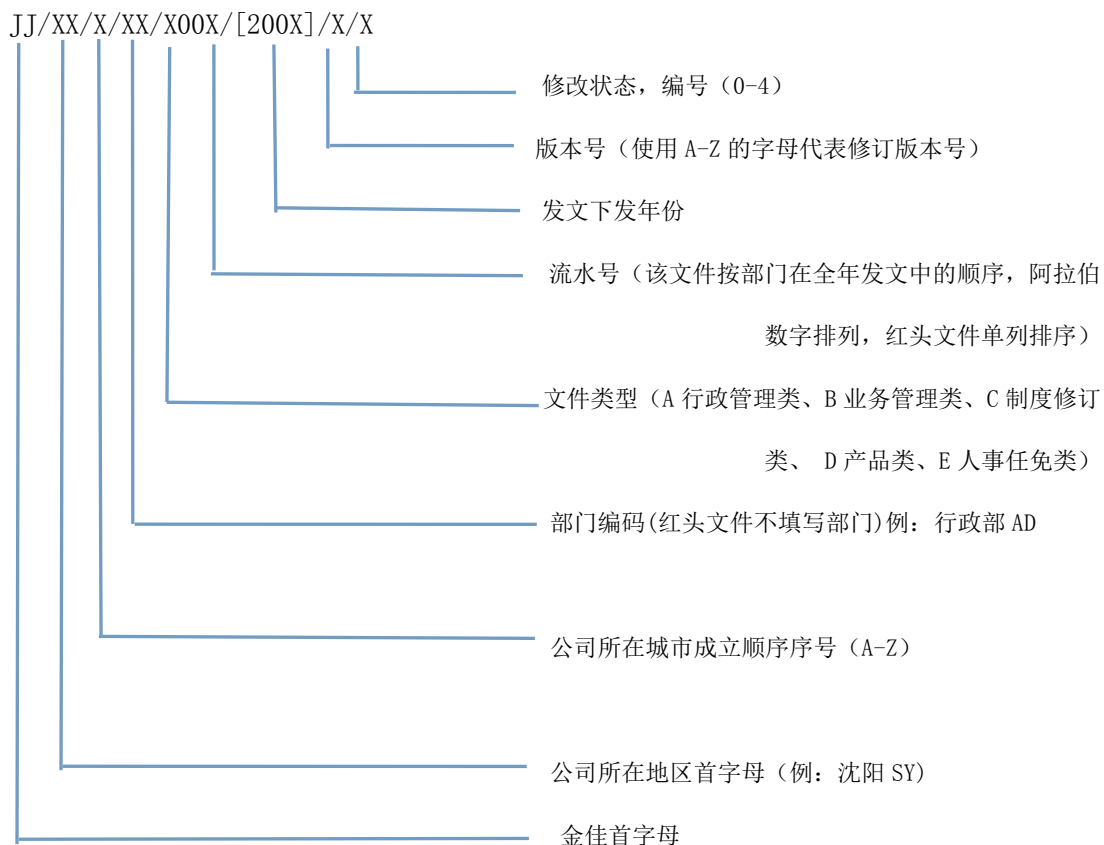 JJ/XX/X/XX/X00X/[200X]/X/X
修改状态，编号（0-4）
版本号（使用 A-Z 的字母代表修订版本号）
发文下发年份
流水号（该文件按部门在全年发文中的顺序，阿拉伯
数字排列，红头文件单列排序）
文件类型（A 行政管理类、B 业务管理类、C 制度修订
类、 D 产品类、E 人事任免类）
部门编码(红头文件不填写部门)例：行政部 AD
公司所在城市成立顺序序号（A-Z）
公司所在地区首字母（例：沈阳 SY)
金佳首字母